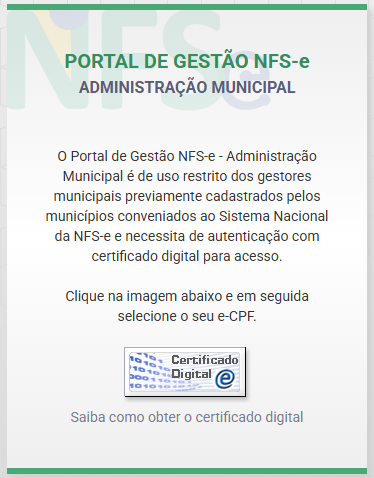 NFSe
PORTAL DE GESTÃO NFS-e
ADMINISTRAÇÃO MUNICIPAL
O Portal de Gestão NFS-e - Administração
Municipal é de uso restrito dos gestores
municipais previamente cadastrados pelos
municípios conveniados ao Sistema Nacional
da NFS-e e necessita de autenticação com
certificado digital para acesso.
Clique na imagem abaixo e em seguida
selecione o seu e-CPF.
Certificado
Digital e
Saiba como obter o certificado digital